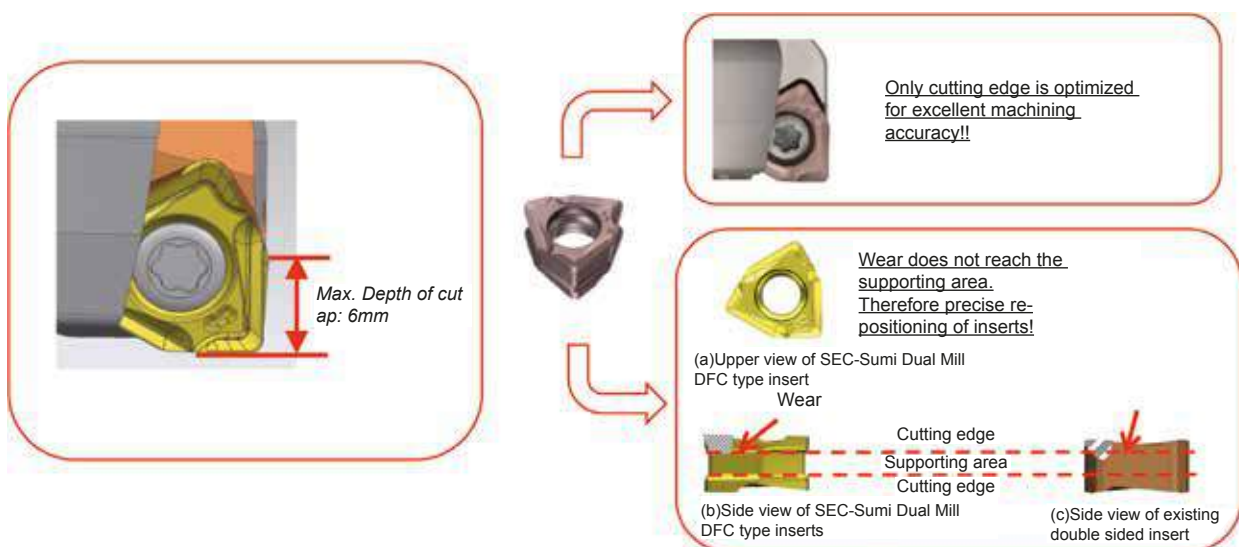 Max. Depth of cut
ap: 6mm
Only cutting edge is optimized
for excellent machining
accuracy!!
Wear does not reach the
supporting area.
Therefore precise re-
positioning of inserts!
(a)Upper view of SEC-Sumi Dual Mill
DFC type insert
Wear
Cutting edge
Supporting area
Cutting edge
(b)Side view of SEC-Sumi Dual Mill
DFC type inserts
(c)Side view of existing
double sided insert